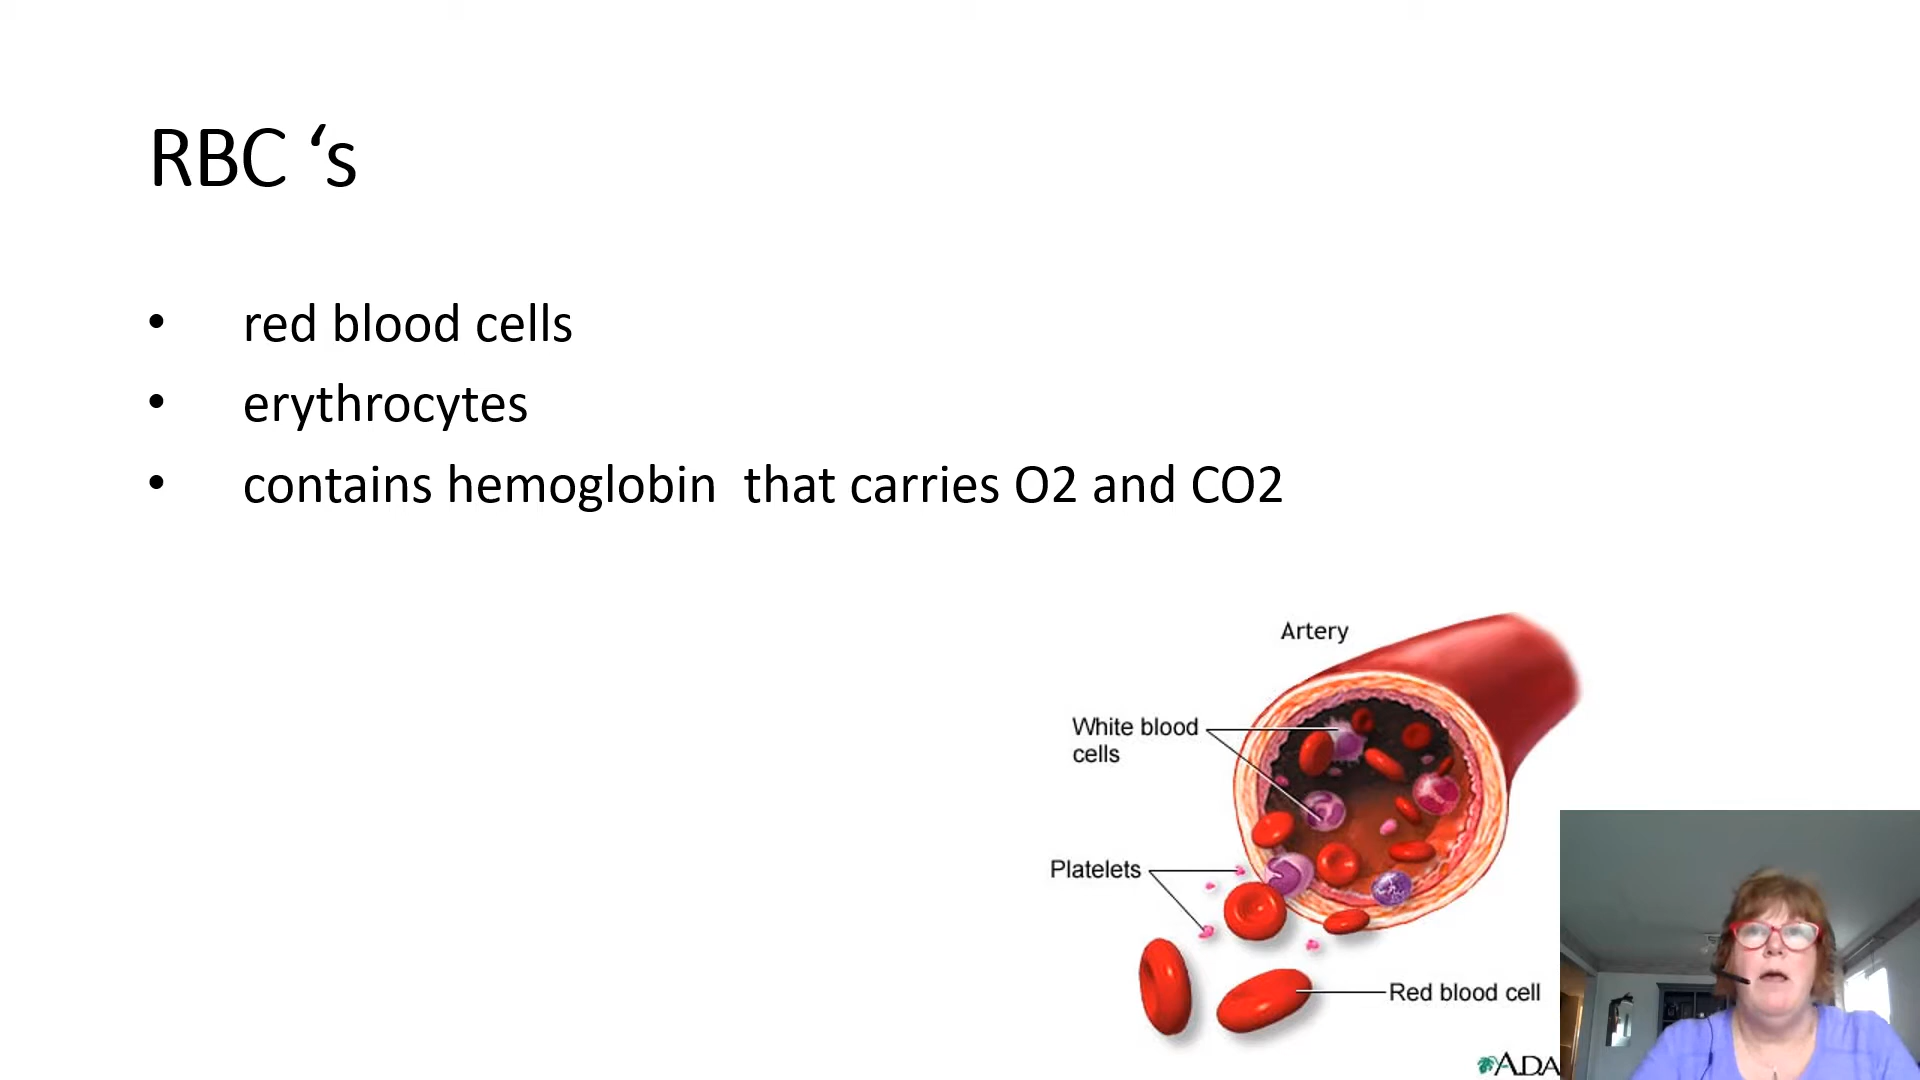 RBC ‘s
• red blood cells
• erythrocytes
• contains hemoglobin  that carries O2 and CO2
Artery
White blood
cells
Platelets
Red blood cell
ADA